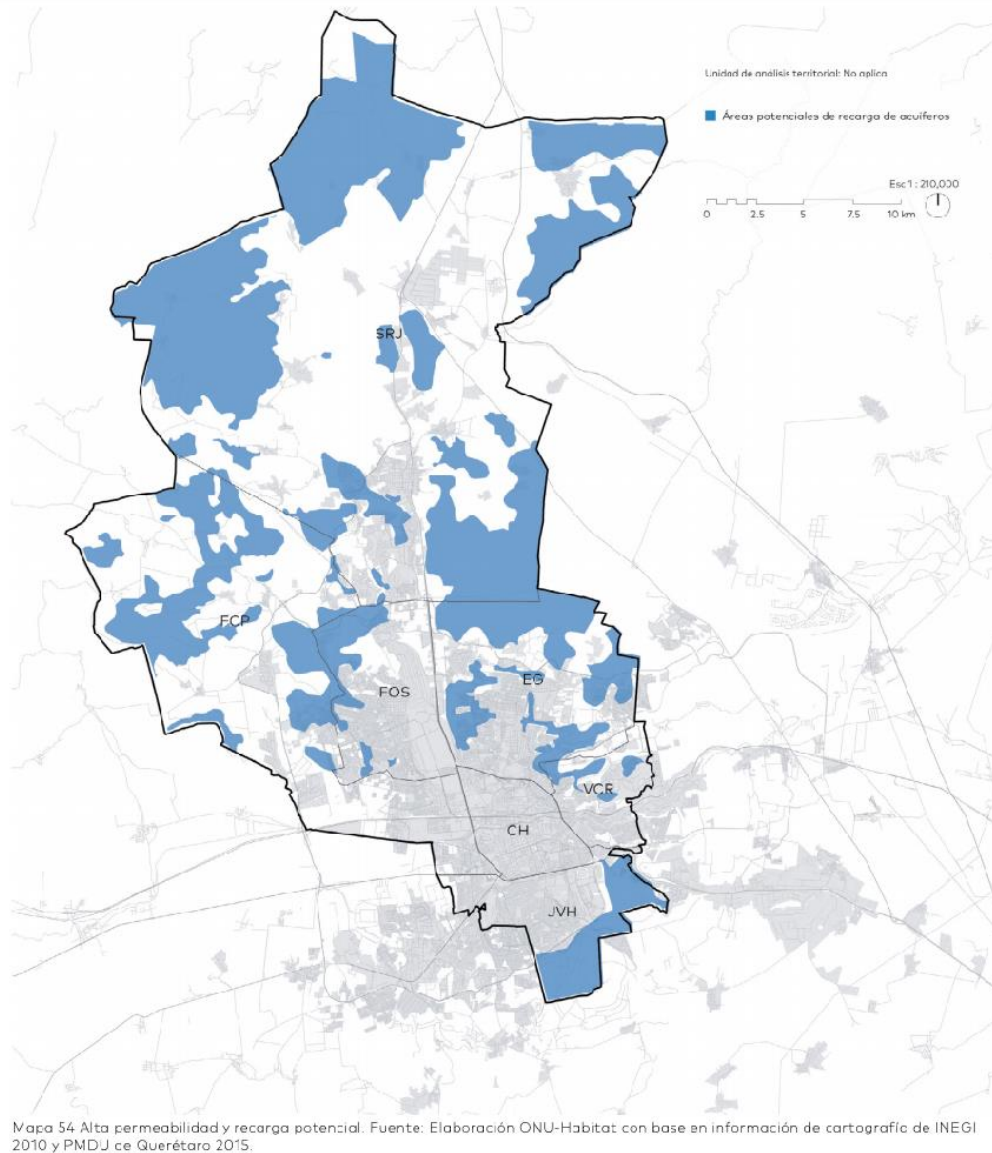 Unidad de análisis territorial: No aplica
Áreas potenciales de recarga de acuíferos
Esc 1 : 210,000
0 2.5 5 7.5 10 km
SRJ
FCP
FOS
EG
VCR
CH
JVH
Mapa 54 Alta permeabilidad y recarga potencial. Fuente: Elaboración ONU-Habitat con base en información de cartografía de INEGI
2010 y PMDU de Querétaro 2015.